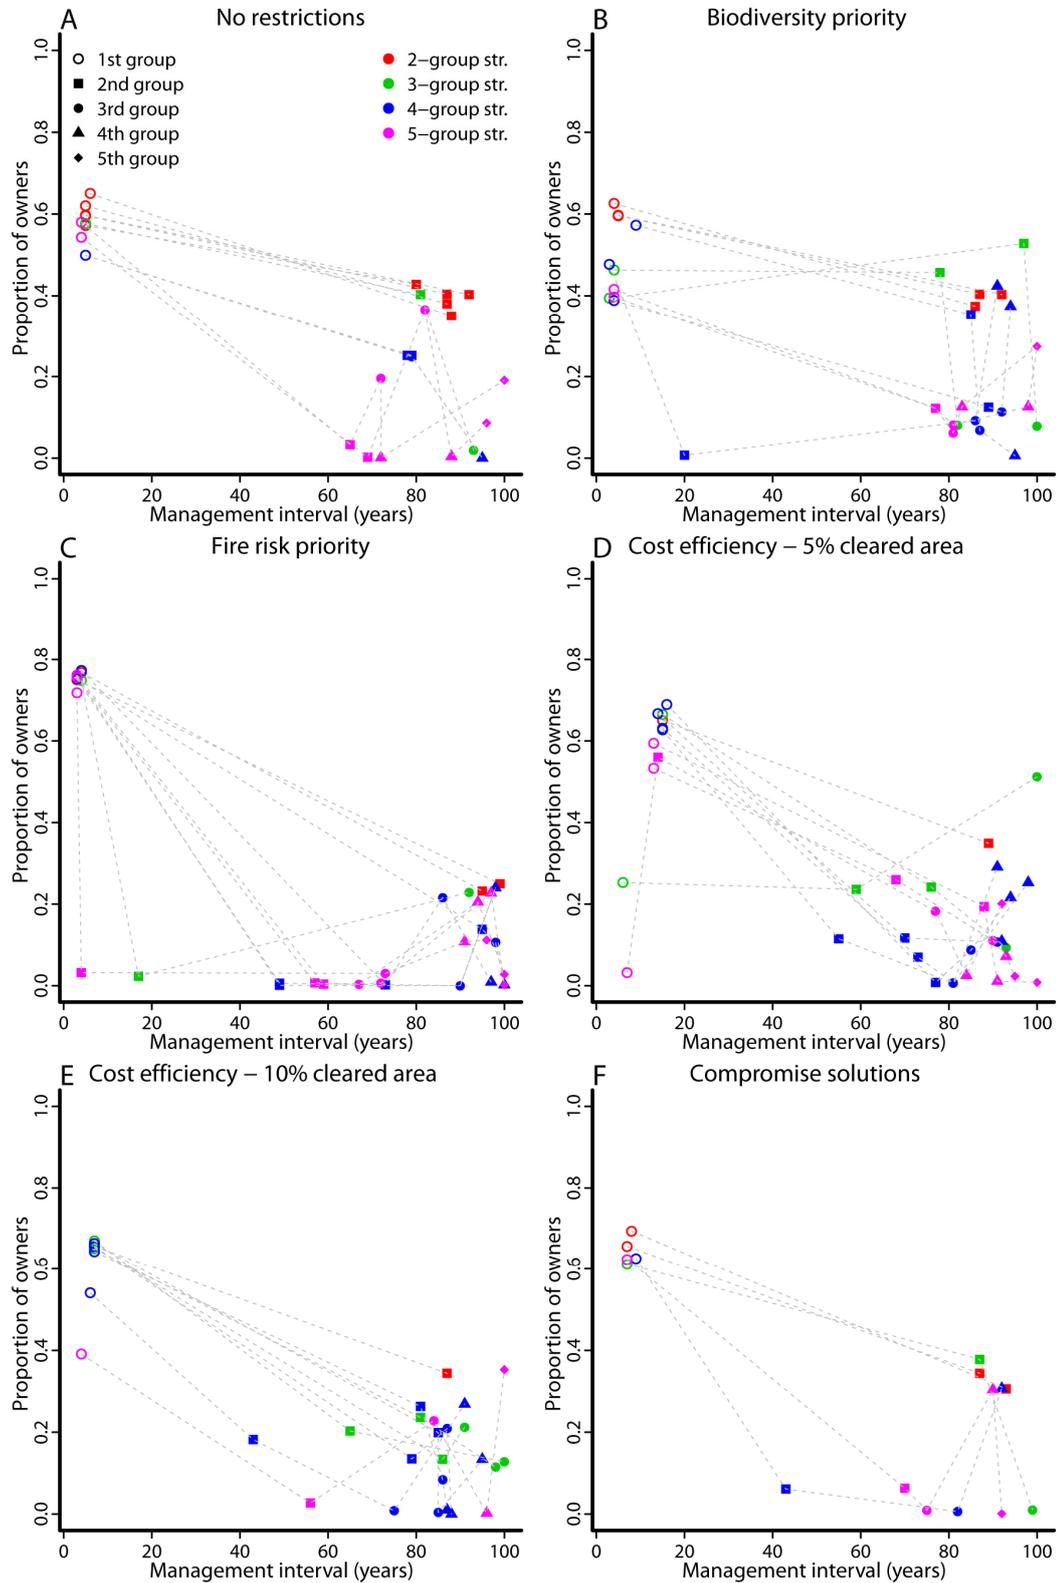 A No restrictions
1.0
0.8
0.6
0.4
0.2
0.0
Proportion of owners
1st group
2nd group
3rd group
4th group
5th group
2−group str.
3−group str.
4−group str.
5−group str.
0 20 40 60 80 100
Management interval (years)
B Biodiversity priority
1.0
0.8
0.6
0.4
0.2
0.0
Proportion of owners
0 20 40 60 80 100
Management interval (years)
C Fire risk priority
1.0
0.8
0.6
0.4
0.2
0.0
Proportion of owners
0 20 40 60 80 100
Management interval (years)
D Cost efficiency − 5% cleared area
1.0
0.8
0.6
0.4
0.2
0.0
Proportion of owners
0 20 40 60 80 100
Management interval (years)
E Cost efficiency − 10% cleared area
1.0
0.8
0.6
0.4
0.2
0.0
Proportion of owners
0 20 40 60 80 100
Management interval (years)
F Compromise solutions
1.0
0.8
0.6
0.4
0.2
0.0
Proportion of owners
0 20 40 60 80 100
Management interval (years)